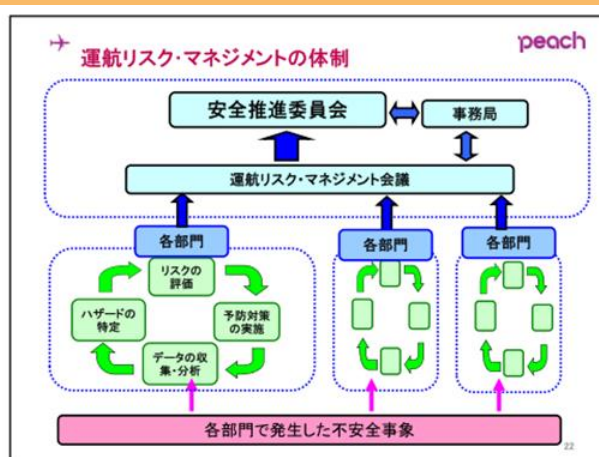 peach
運航リスク・マネジメントの体制
安全推進委員会
事務局
運航リスク・マネジメント会議
各部門
各部門
各部門
リスクの
評価
ハザードの
特定
予防対策
の実施
データの収
集・分析
各部門で発生した不安全事象
22